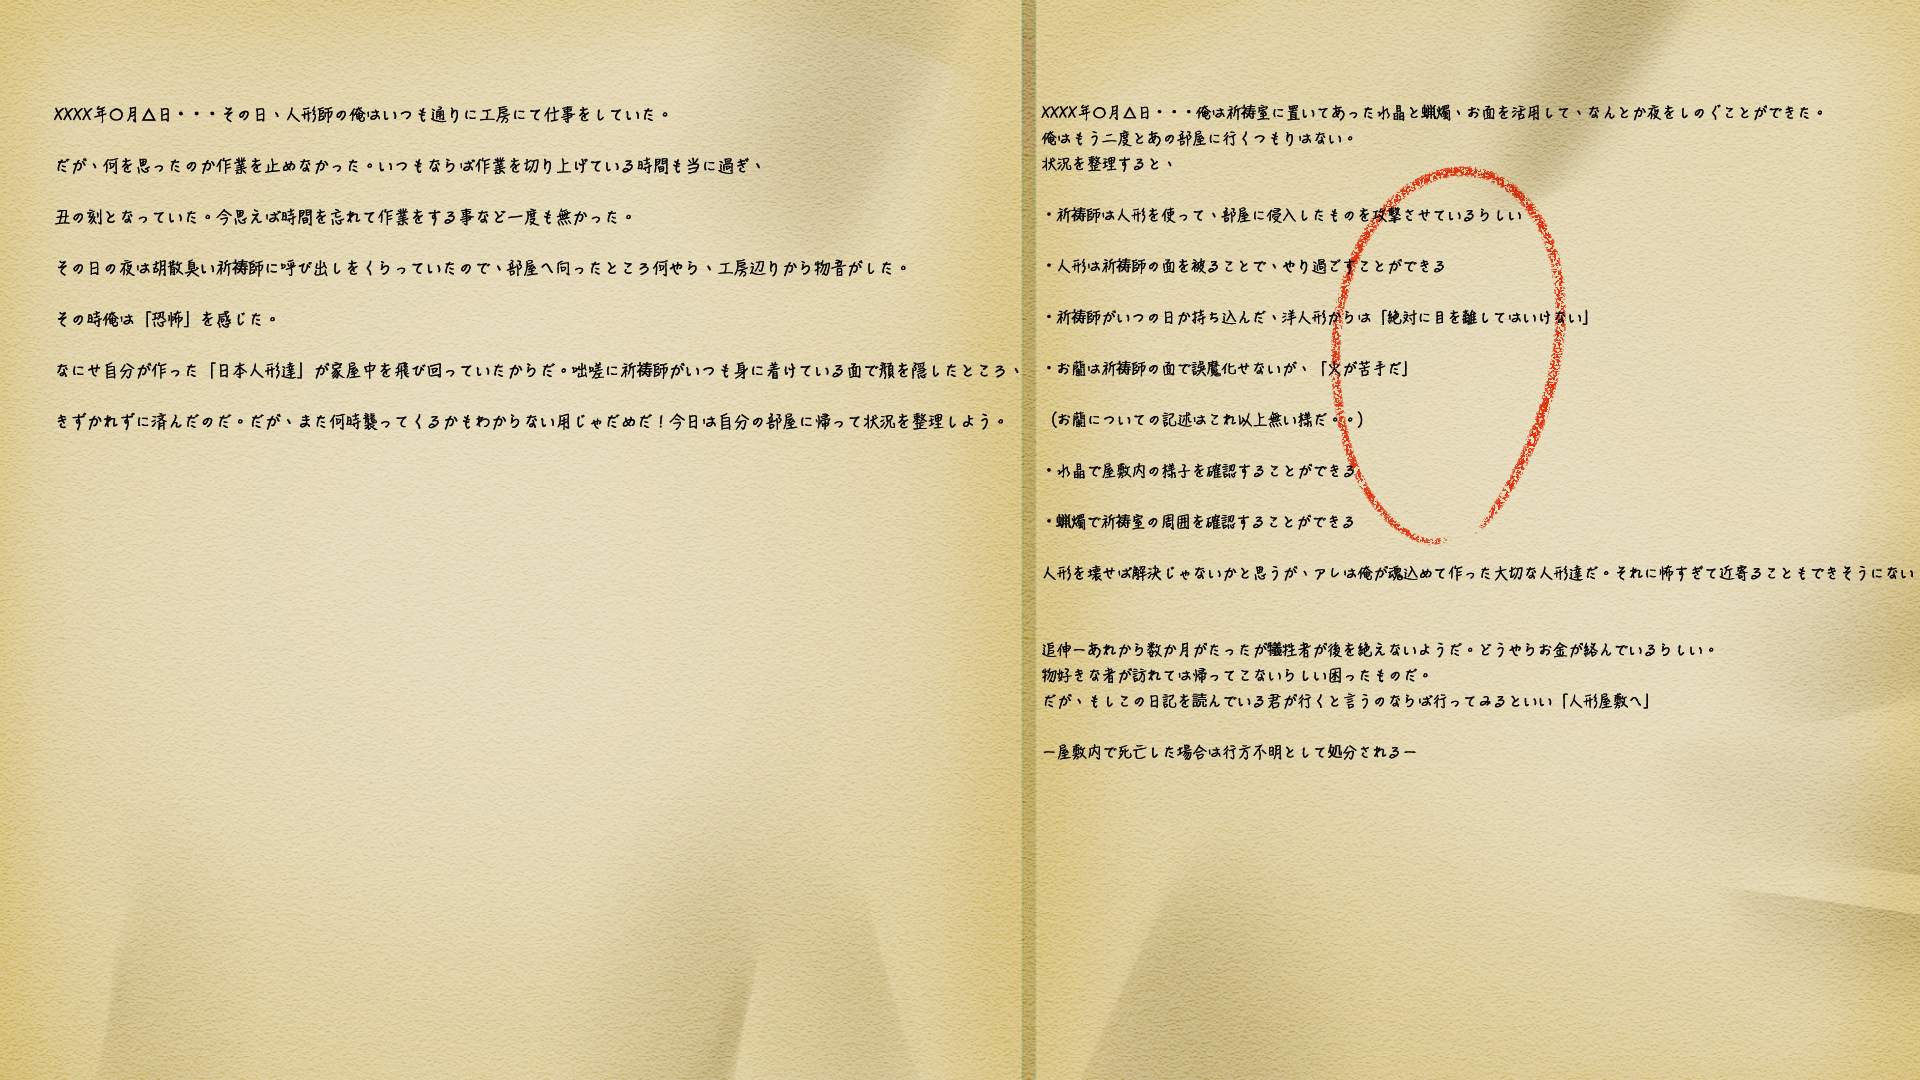 XXXX年〇月△日・・・その日、人形師の俺はいつも通りに工房にて仕事をしていた。
だが、何を思ったのか作業を止めなかった。いつもならば作業を切り上げている時間も当に過ぎ、
丑の刻となっていた。今思えば時間を忘れて作業をする事など一度も無かった。
その日の夜は胡散臭い祈祷師に呼び出しをくらっていたので、部屋へ向ったところ何やら、工房辺りから物音がした。
その時俺は「恐怖」を感じた。
なにせ自分が作った「日本人形達」が家屋中を飛び回っていたからだ。咄嗟に祈祷師がいつも身に着けている面で顔を隠したところ、
きずかれずに済んだのだ。だが、また何時襲ってくるかもわからない用じゃだめだ！今日は自分の部屋に帰って状況を整理しよう。
XXXX年〇月△日・・・俺は祈祷室に置いてあった水晶と蝋燭、お面を活用して、なんとか夜をしのぐことができた。
俺はもう二度とあの部屋に行くつもりはない。
状況を整理すると、
・祈祷師は人形を使って、部屋に侵入したものを攻撃させているらしい
・人形は祈祷師の面を被ることで、やり過ごすことができる
・祈祷師がいつの日か持ち込んだ、洋人形からは「絶対に目を離してはいけない」
・お蘭は祈祷師の面で誤魔化せないが、「火が苦手だ」
（お蘭についての記述はこれ以上無い様だ。。）
・水晶で屋敷内の様子を確認することができる
・蝋燭で祈祷室の周囲を確認することができる
人形を壊せば解決じゃないかと思うが、アレは俺が魂込めて作った大切な人形達だ。それに怖すぎて近寄ることもできそうにない
追伸ーあれから数か月がたったが犠牲者が後を絶えないようだ。どうやらお金が絡んでいるらしい。
物好きな者が訪れては帰ってこないらしい困ったものだ。
だが、もしこの日記を読んでいる君が行くと言うのならば行ってみるといい「人形屋敷へ」
ー屋敷内で死亡した場合は行方不明として処分されるー